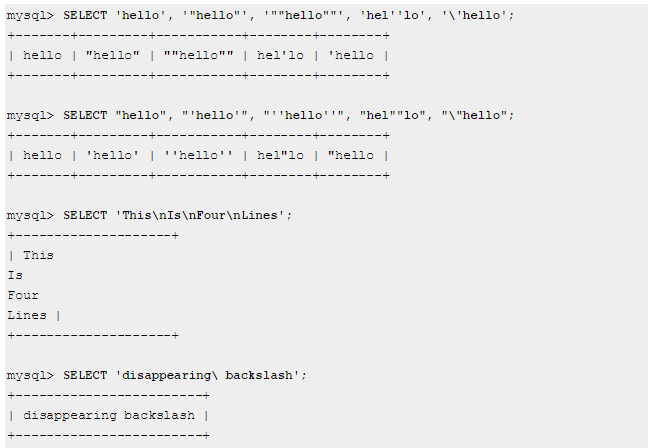 mysql> SELECT 'hello', '"hello"', '""hello""', 'hel''lo', '\'hello';
+-------+---------+-----------+--------+--------+
| hello | "hello" | ""hello"" | hel'lo | 'hello |
+-------+---------+-----------+--------+--------+
mysql> SELECT "hello", "'hello'", "''hello''", "hel""lo", "\"hello";
+-------+---------+-----------+--------+--------+
| hello | 'hello' | ''hello'' | hel"lo | "hello |
+-------+---------+-----------+--------+--------+
mysql> SELECT 'This\nIs\nFour\nLines';
+--------------------+
| This
Is
Four
Lines |
+--------------------+
mysql> SELECT 'disappearing\ backslash';
+------------------------+
| disappearing backslash |
+------------------------+